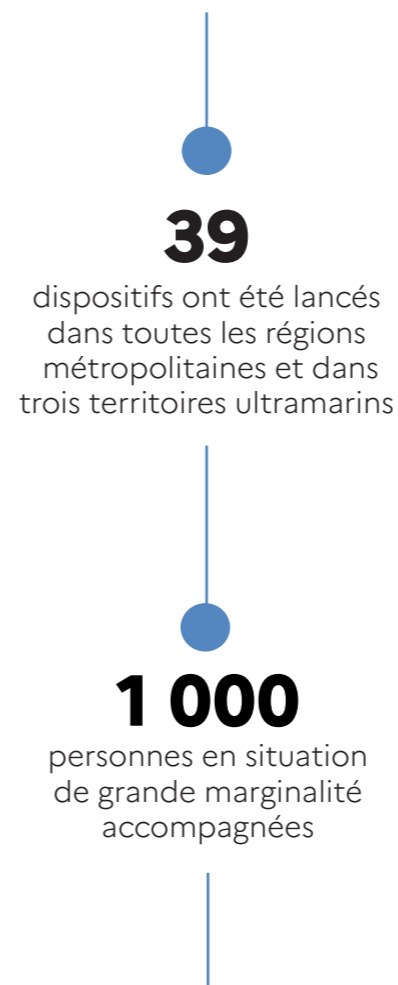 39
dispositifs ont été lancés
dans toutes les régions
métropolitaines et dans
trois territoires ultramarins
1 000
personnes en situation
de grande marginalité
accompagnées